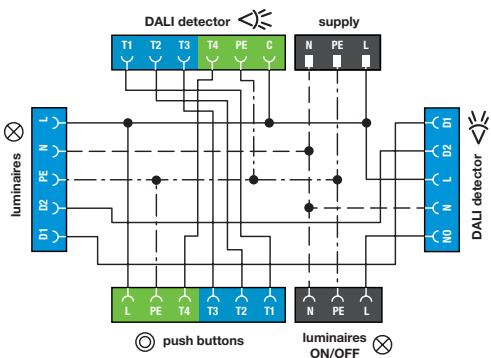 DALI detector
supply
T1 T2 T3 T4 PE C
N PE L
luminaires
L
N
PE
D2
D1
D1
D2
L
N
NO
DALI detector
L PE T4 T3 T2 T1
N PE L
push buttons
luminaires
ON/OFF